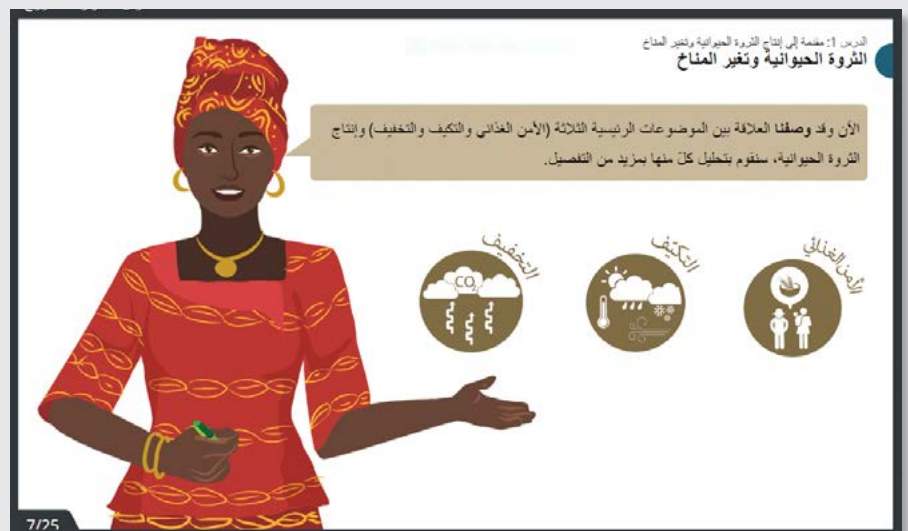 الدرس 1: مقدمة إلى إنتاج الثروة الحيوانية وتغير المناخ
الثروة الحيوانية وتغير المناخ
الآن وقد وصفنا العلاقة بين الموضوعات الرئيسية الثلاثة (الأمن الغذائي والتكيف والتخفيف) وإنتاج
الثروة الحيوانية، سنقوم بتحليل كلّ منها بمزيد من التفصيل.
الأمن الغذائي
التكيّف
التخفيف
CO₂
7/25